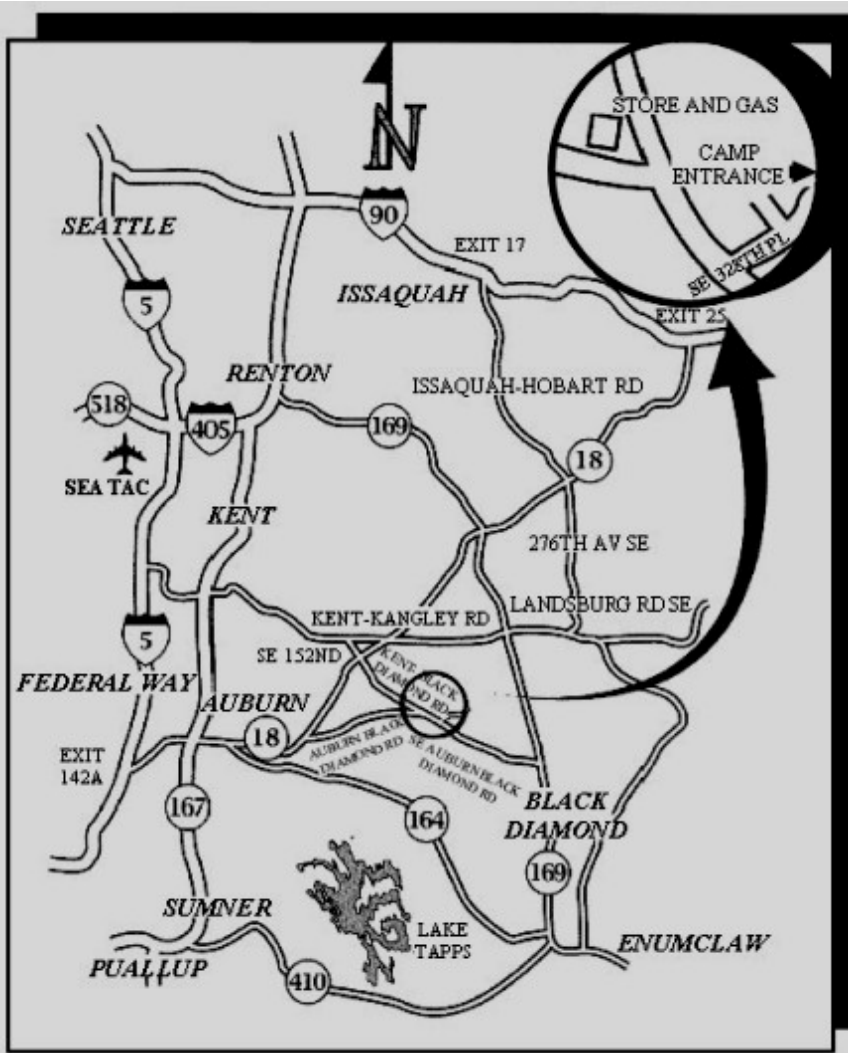 N
STORE AND GAS
CAMP
ENTRANCE
SE 328TH PL
90
SEATTLE
EXIT 17
5
ISSAQUAH
EXIT 25
RENTON
ISSAQUAH-HOBART RD
518
405
169
18
SEA TAC
KENT
276TH AV SE
KENT-KANGLEY RD
LANDSBURG RD SE
5
SE 152ND
KENT BLACK
DIAMOND RD
FEDERAL WAY
AUBURN
18
AUBURN BLACK
DIAMOND RD
SE AUBURN BLACK
DIAMOND RD
EXIT
142A
167
164
BLACK
DIAMOND
169
SUMNER
LAKE
TAPPS
ENUMCLAW
PUALLUP
410